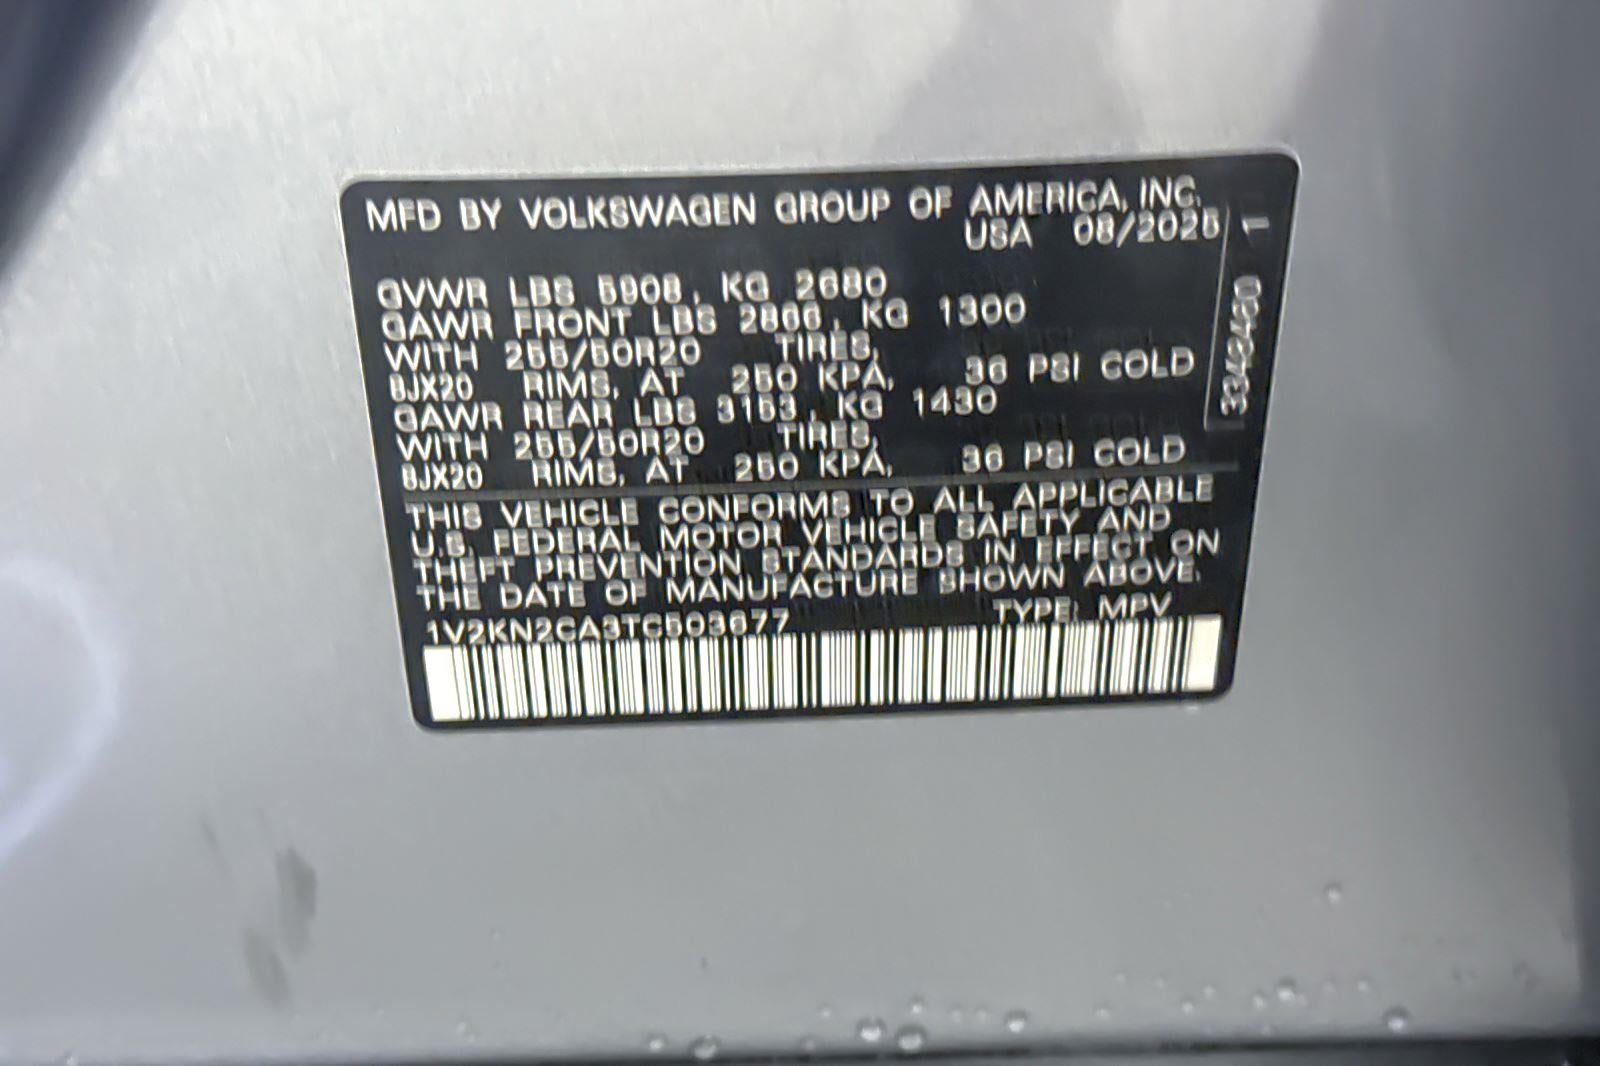 MFD BY VOLKSWAGEN GROUP OF AMERICA, INC.
USA 08/2025
GVWR LBS 5908, KG 2680
GAWR FRONT LBS 2866, KG 1300
WITH 255/50R20 TIRES,
8JX20 RIMS, AT 250 KPA, 36 PSI COLD
GAWR REAR LBS 3153, KG 1430
WITH 255/50R20 TIRES,
8JX20 RIMS, AT 250 KPA, 36 PSI COLD
THIS VEHICLE CONFORMS TO ALL APPLICABLE
U.S. FEDERAL MOTOR VEHICLE SAFETY AND
THEFT PREVENTION STANDARDS IN EFFECT ON
THE DATE OF MANUFACTURE SHOWN ABOVE.
TYPE: MPV
1